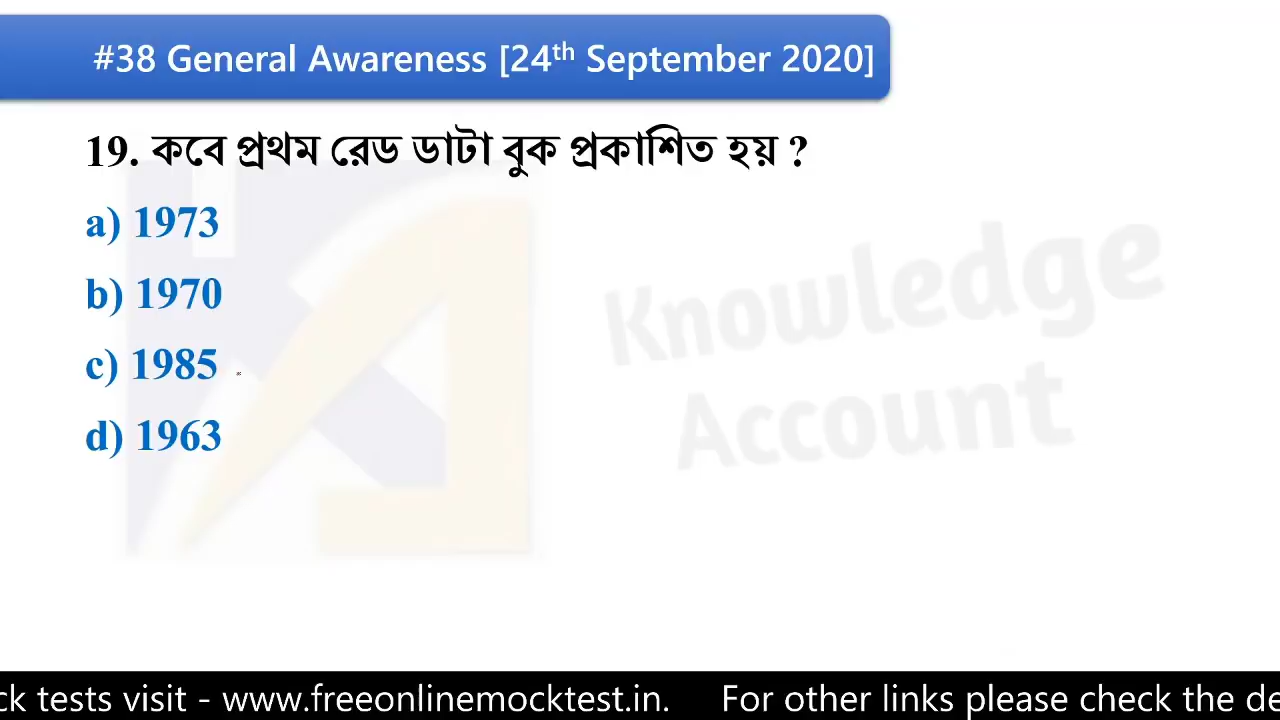 #38 General Awareness [24th September 2020]
19. কবে প্রথম রেড ডাটা বুক প্রকাশিত হয় ?
a) 1973
b) 1970
c) 1985
d) 1963
Knowledge
Account
ck tests visit - www.freeonlinemocktest.in. For other links please check the de